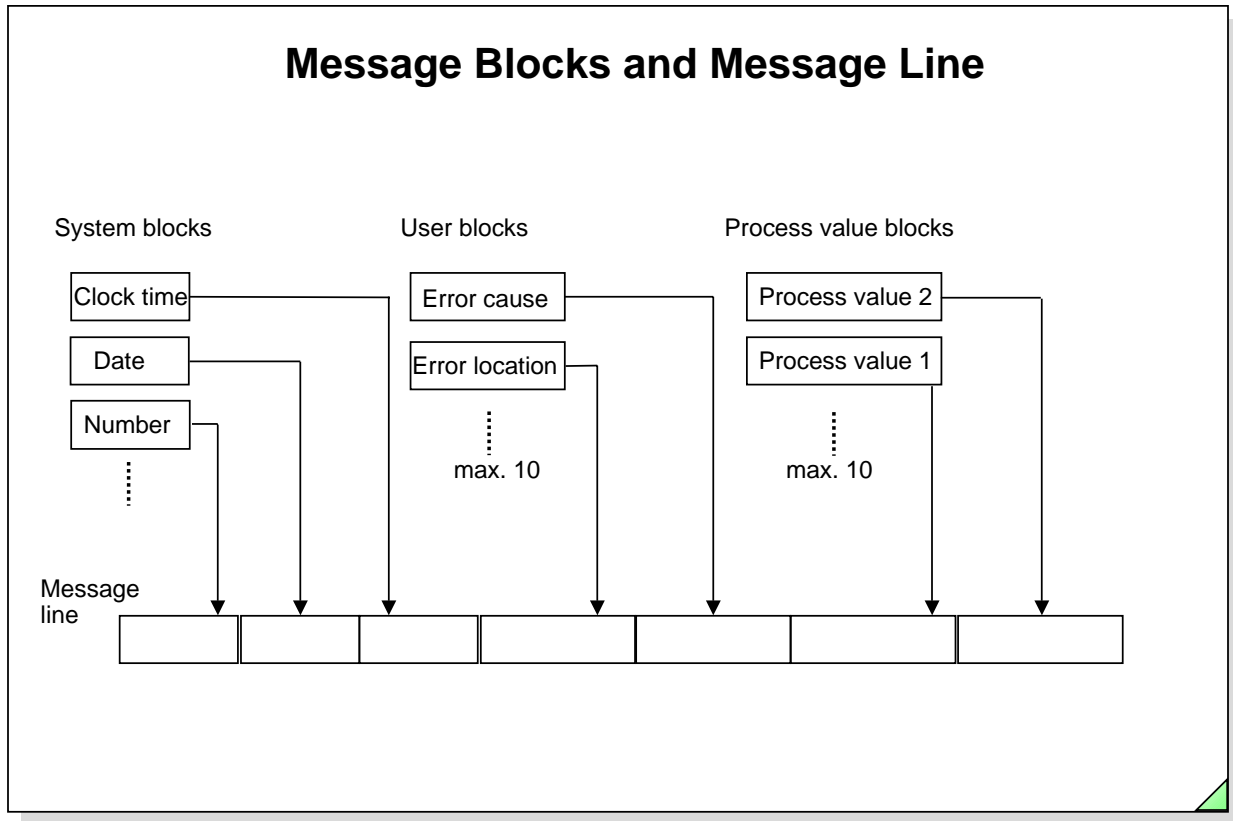 Message Blocks and Message Line
System blocks
User blocks
Process value blocks
Clock time
Error cause
Process value 2
Date
Error location
Process value 1
Number
max. 10
max. 10
Message
line